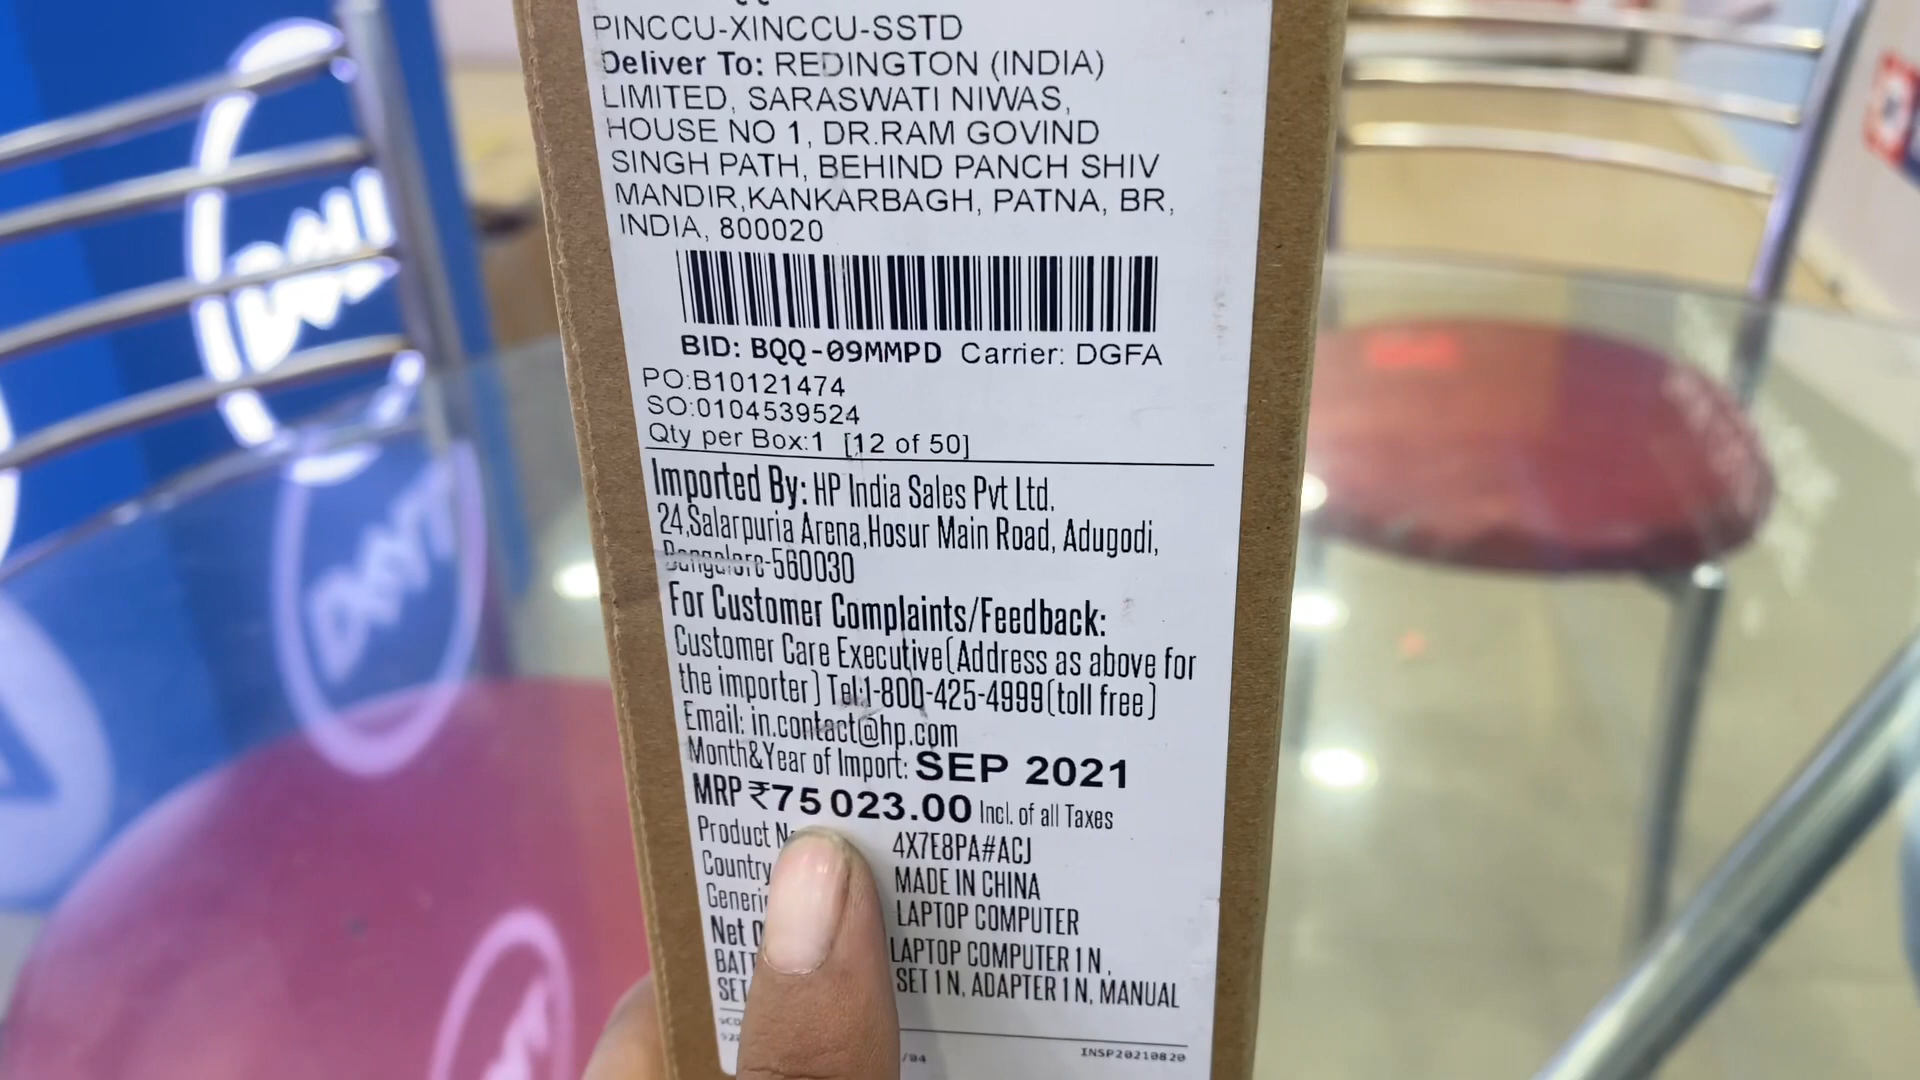 PINCCU-XINCCU-SSTD
Deliver To: REDINGTON (INDIA)
LIMITED, SARASWATI NIWAS,
HOUSE NO 1, DR.RAM GOVIND
SINGH PATH, BEHIND PANCH SHIV
MANDIR,KANKARBAGH, PATNA, BR,
INDIA, 800020
BID: BQQ-09MMPD Carrier: DGFA
PO:B10121474
SO:0104539524
Qty per Box:1 [12 of 50]
Imported By: HP India Sales Pvt Ltd.
24,Salarpuria Arena,Hosur Main Road, Adugodi,
Bangalore-560030
For Customer Complaints/Feedback:
Customer Care Executive(Address as above for
the importer) Tel:1-800-425-4999(toll free)
Email: in.contact@hp.com
Month&Year of Import: SEP 2021
MRP ₹75023.00 Incl. of all Taxes
Product 4X7E8PA#ACJ
Country MADE IN CHINA
LAPTOP COMPUTER
Net LAPTOP COMPUTER 1 N,
SET 1 N, ADAPTER 1 N, MANUAL
/04 INSP20210820